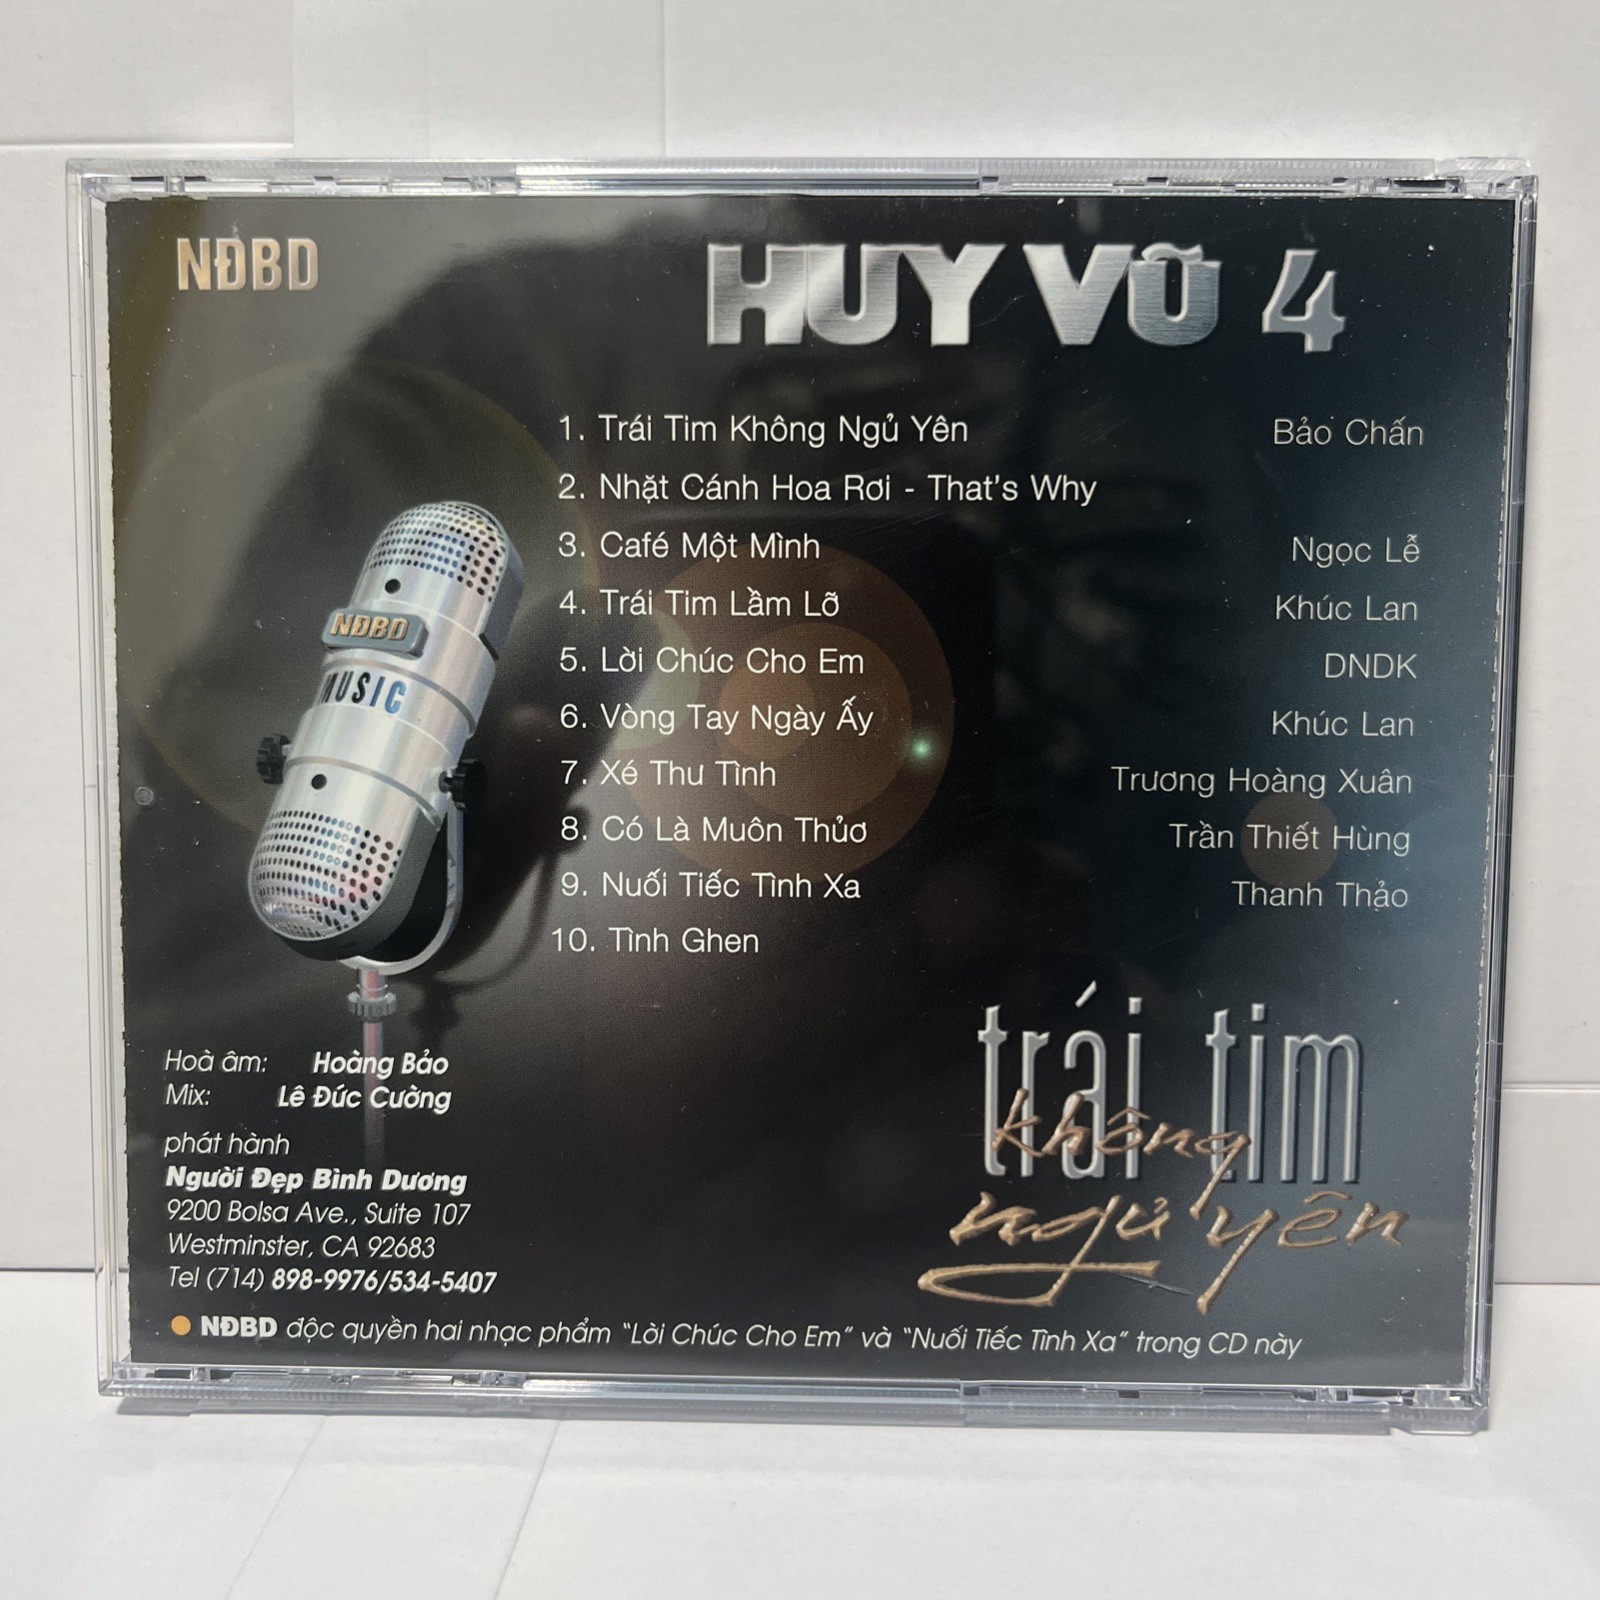 NĐBD
HUY VŨ 4
1. Trái Tim Không Ngủ Yên Bảo Chấn
2. Nhặt Cánh Hoa Rơi - That's Why
3. Café Một Mình Ngọc Lễ
4. Trái Tim Lầm Lỡ Khúc Lan
5. Lời Chúc Cho Em DNDK
6. Vòng Tay Ngày Ấy Khúc Lan
7. Xé Thư Tình Trương Hoàng Xuân
8. Có Là Muôn Thuở Trần Thiết Hùng
9. Nuối Tiếc Tình Xa Thanh Thảo
10. Tình Ghen
NĐBD
MUSIC
trái tim
không
ngủ yên
Hoà âm: Hoàng Bảo
Mix: Lê Đức Cường
phát hành
Người Đẹp Bình Dương
9200 Bolsa Ave., Suite 107
Westminster, CA 92683
Tel (714) 898-9976/534-5407
NĐBD độc quyền hai nhạc phẩm "Lời Chúc Cho Em" và "Nuối Tiếc Tình Xa" trong CD này